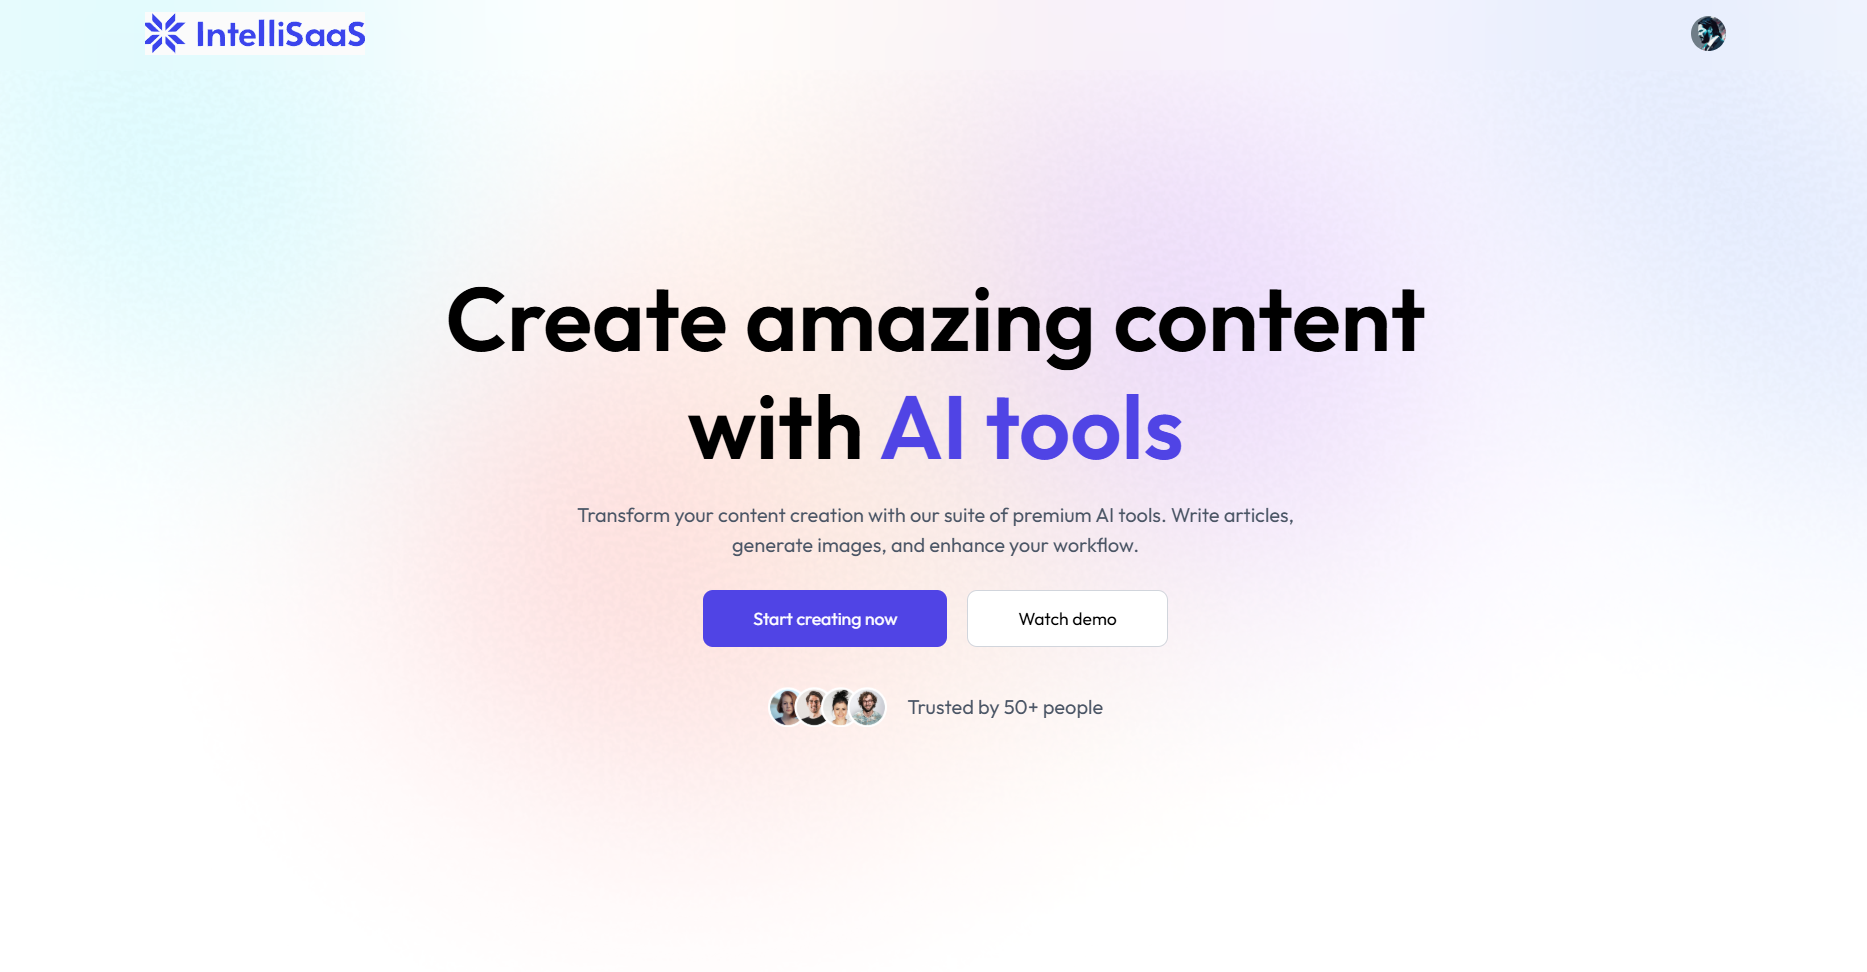 IntelliSaaS
Create amazing content
with AI tools
Transform your content creation with our suite of premium AI tools. Write articles,
generate images, and enhance your workflow.
Start creating now
Watch demo
Trusted by 50+ people